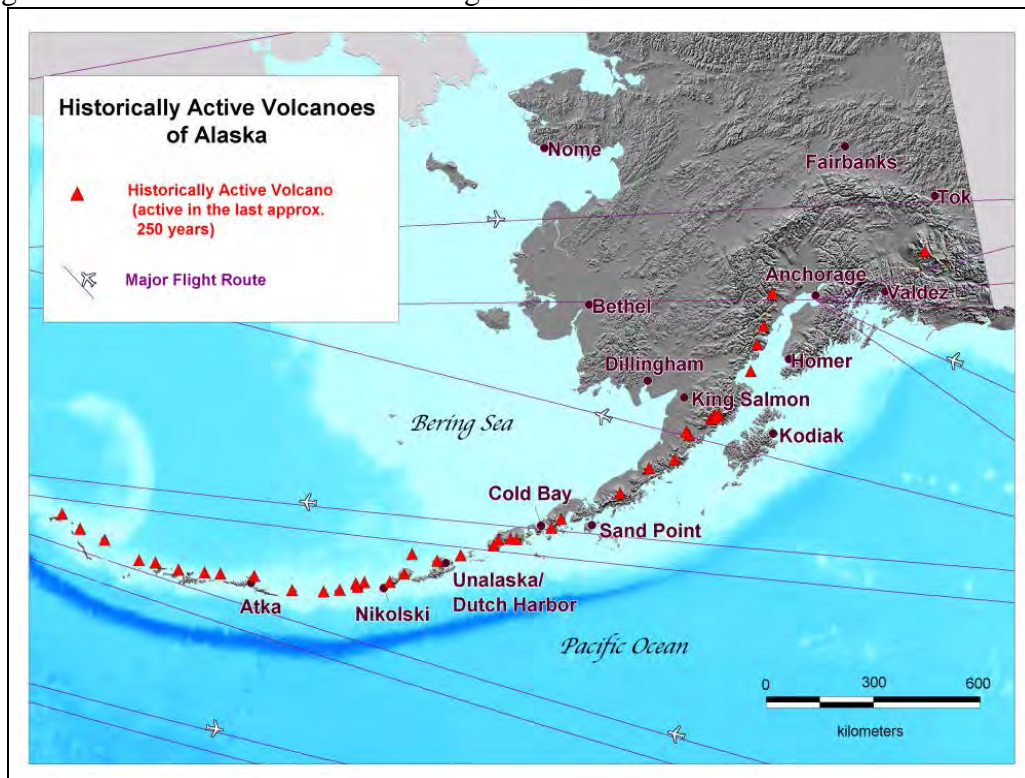 Historically Active Volcanoes
of Alaska
Historically Active Volcano
(active in the last approx.
250 years)
Major Flight Route
Nome
Fairbanks
Tok
Anchorage
Valdez
Bethel
Dillingham
Homer
King Salmon
Bering Sea
Kodiak
Cold Bay
Sand Point
Unalaska/
Dutch Harbor
Atka
Nikolski
Pacific Ocean
0 300 600
kilometers